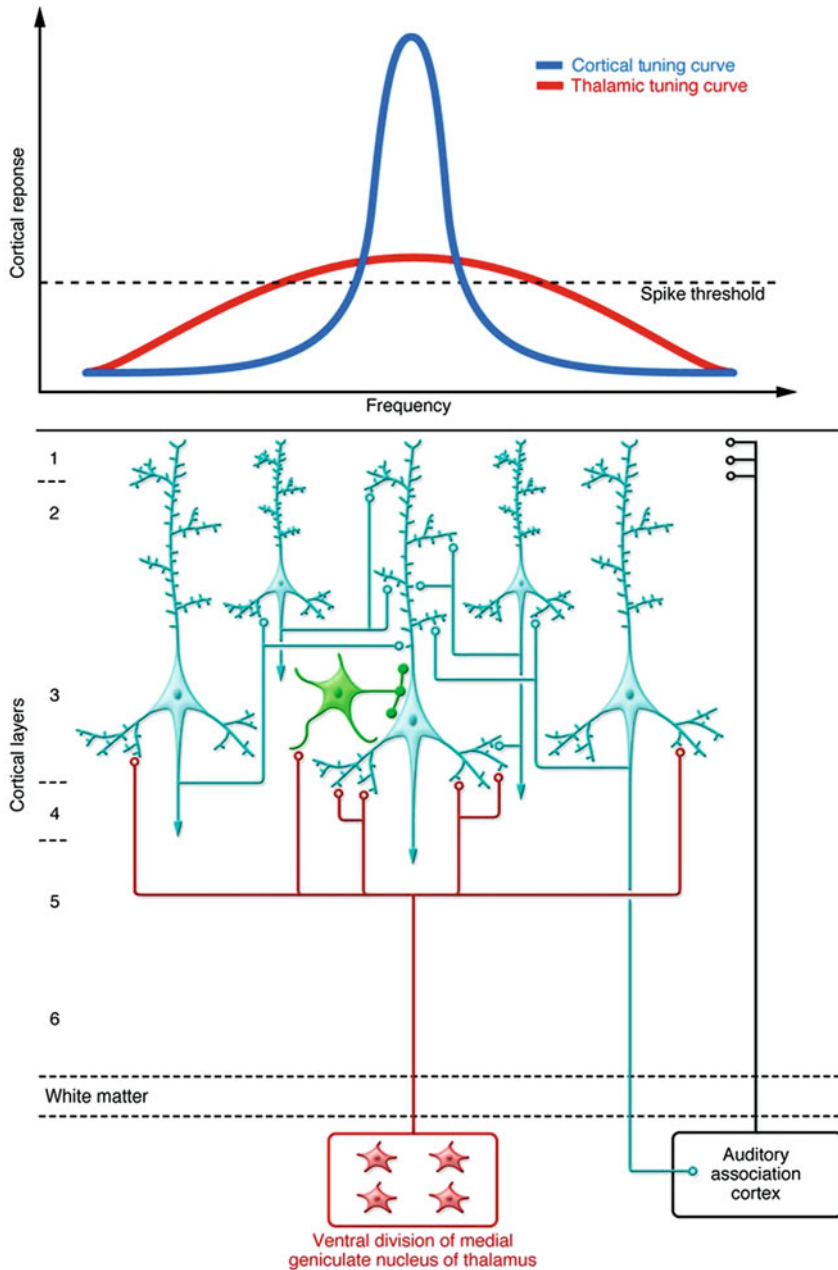 Cortical reponse
Cortical tuning curve
Thalamic tuning curve
Spike threshold
Frequency
Cortical layers
1
2
3
4
5
6
White matter
Ventral division of medial
geniculate nucleus of thalamus
Auditory
association
cortex